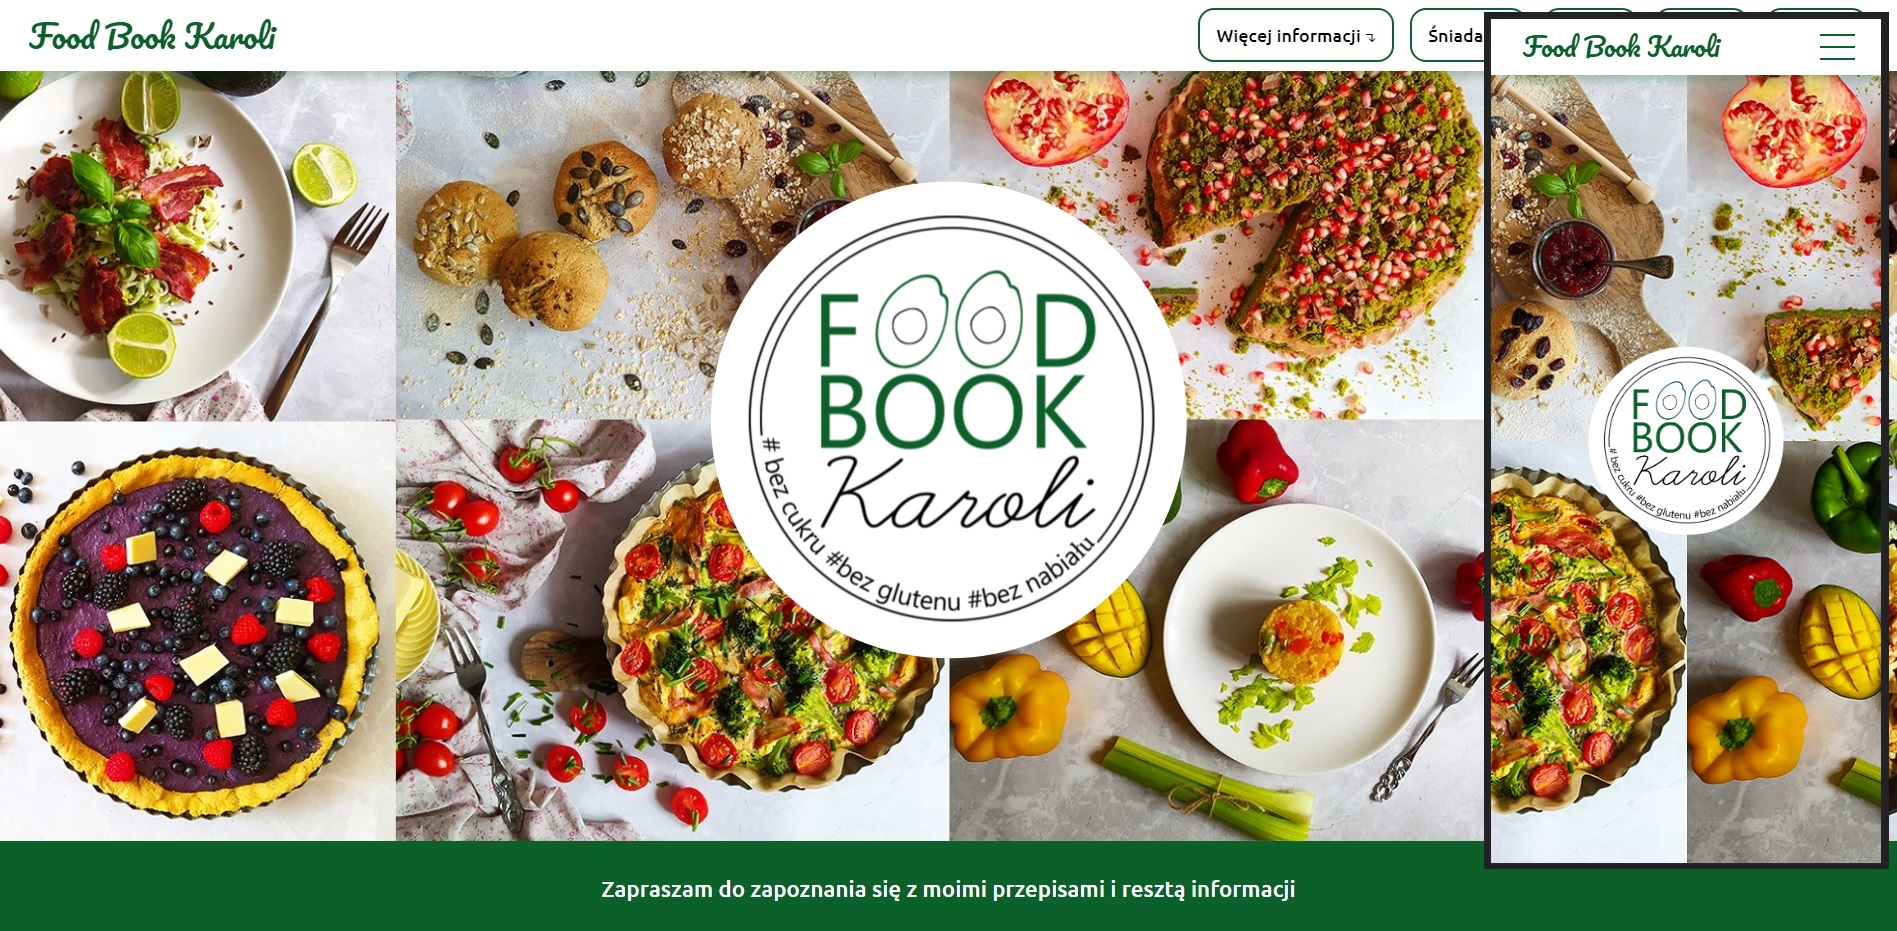 Food Book Karoli
Więcej informacji
Śniada
FOOD
BOOK
Karoli
# bez cukru #bez glutenu #bez nabiału
Zapraszam do zapoznania się z moimi przepisami i resztą informacji
Food Book Karoli
FOOD
BOOK
Karoli
# bez cukru #bez glutenu #bez nabiału